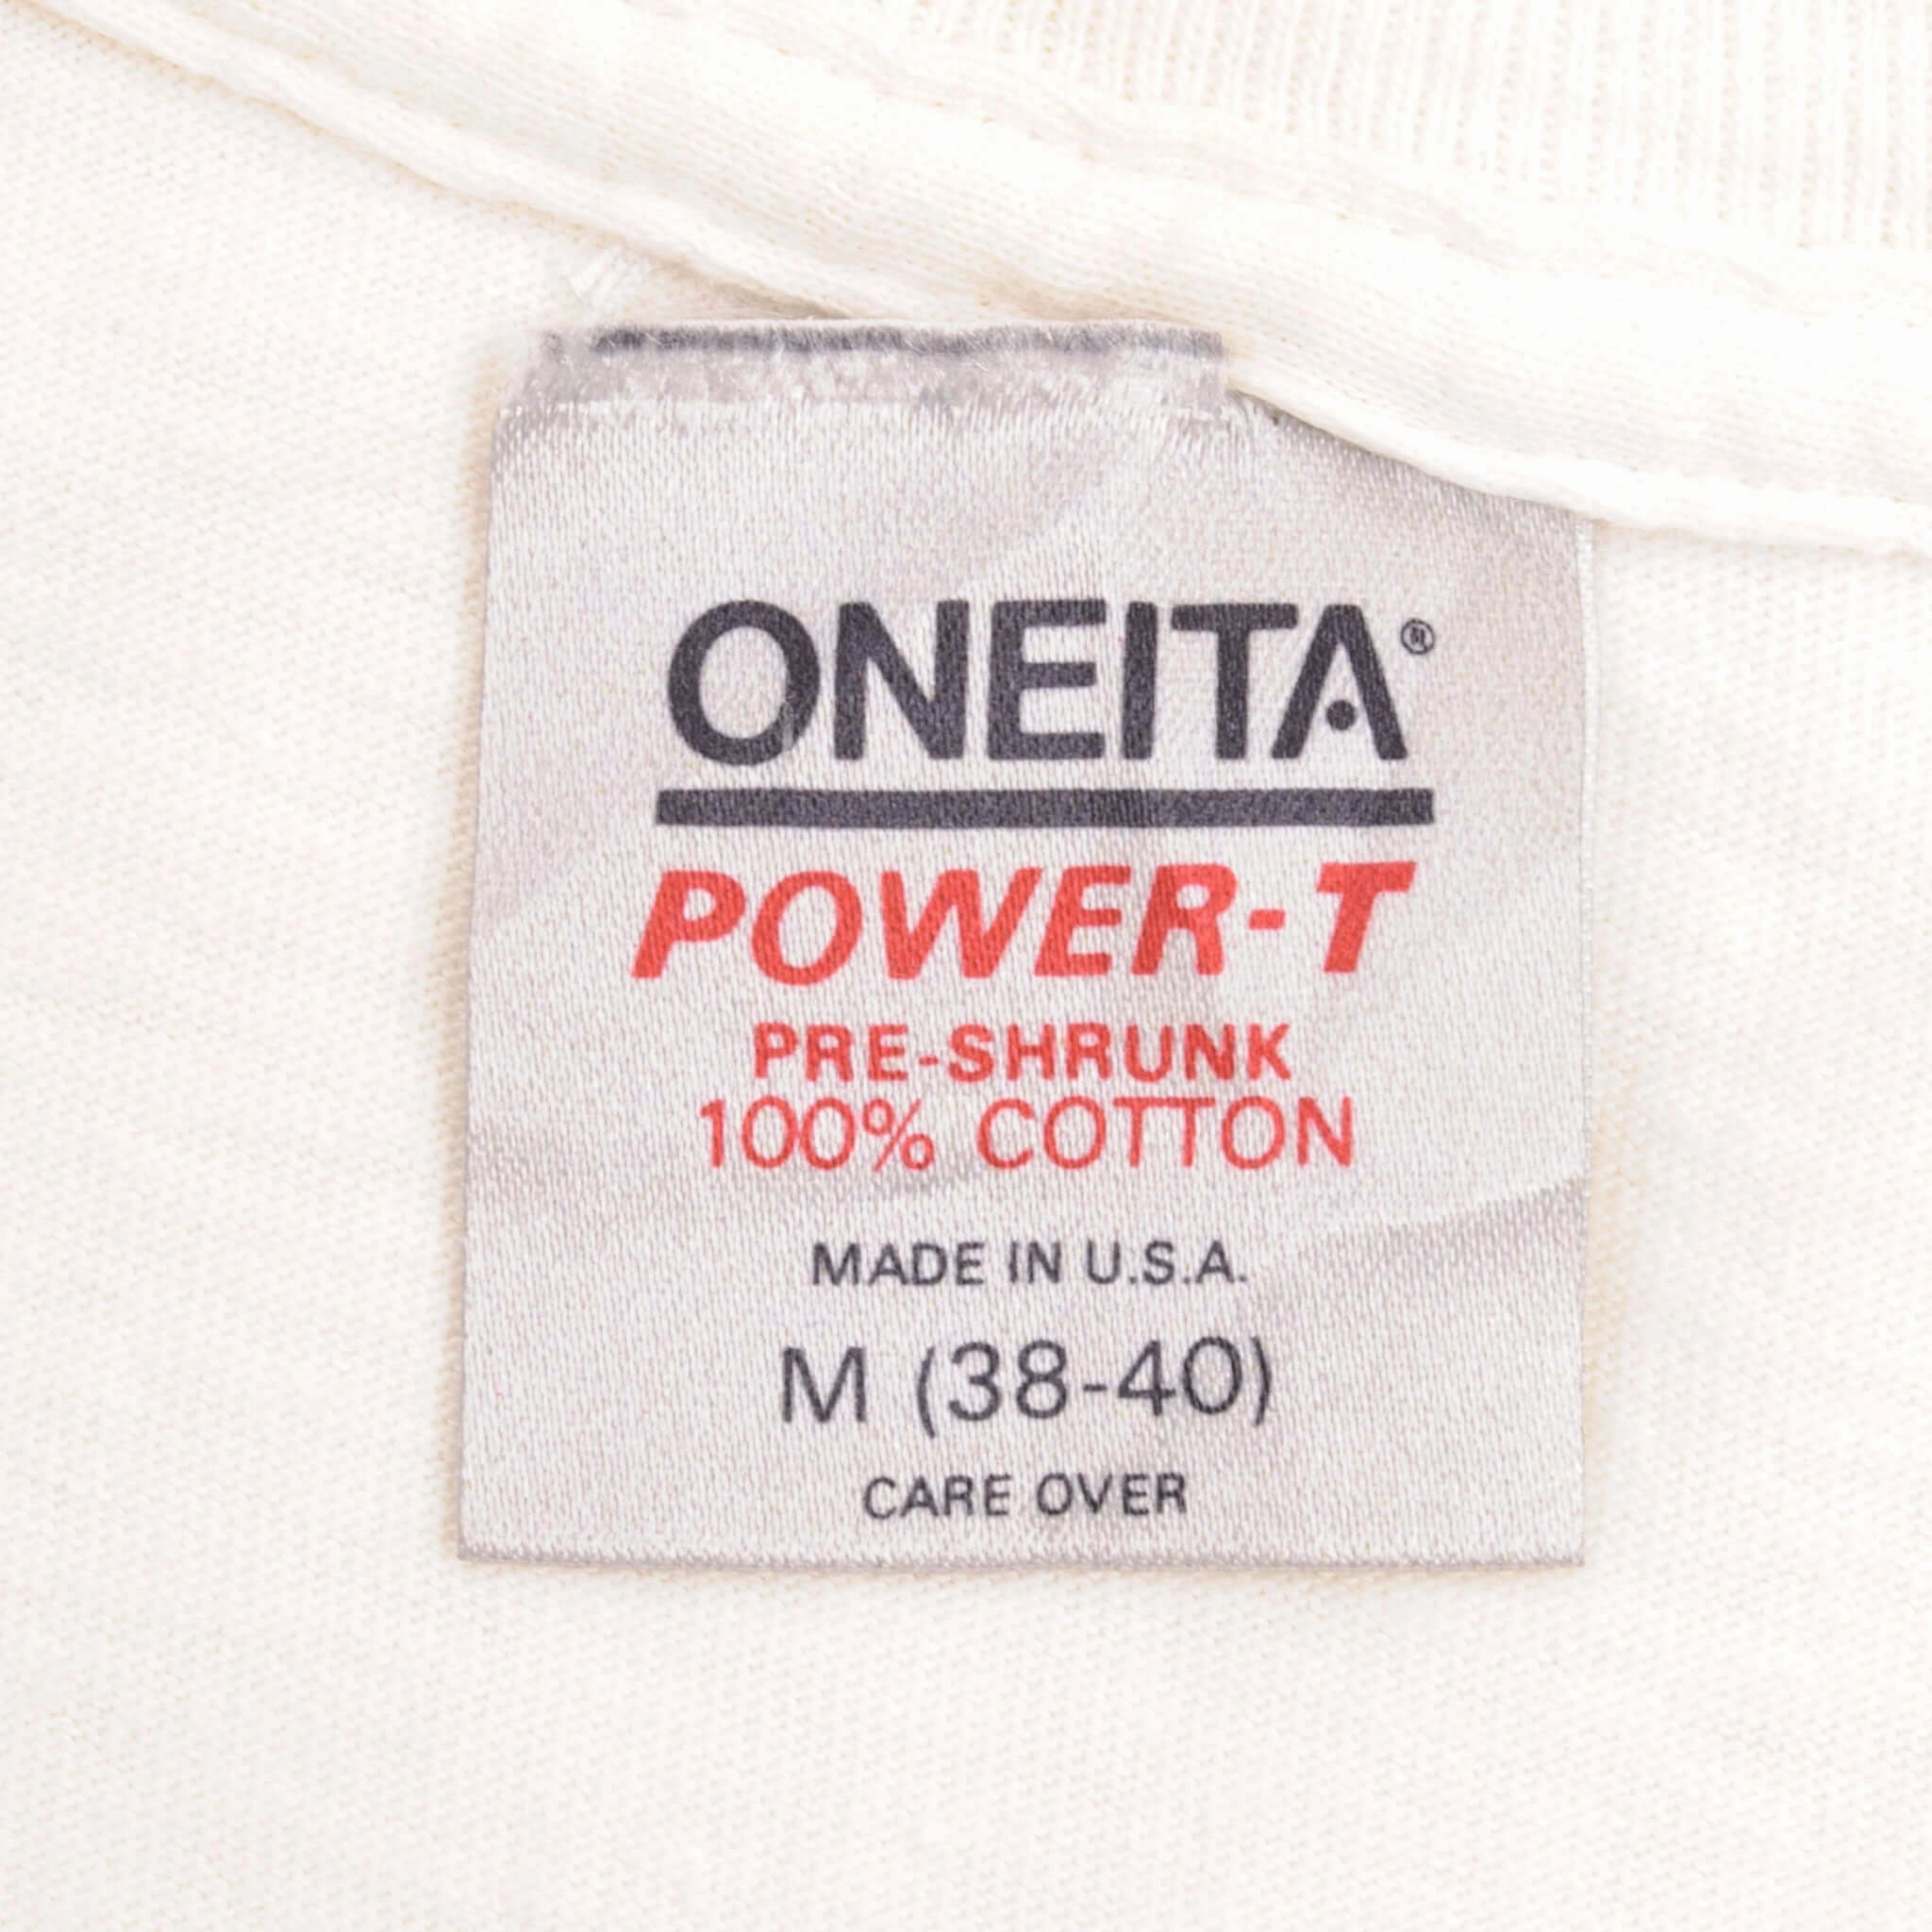 ONEITA®
POWER-T
PRE-SHRUNK
100% COTTON
MADE IN U.S.A.
M (38-40)
CARE OVER